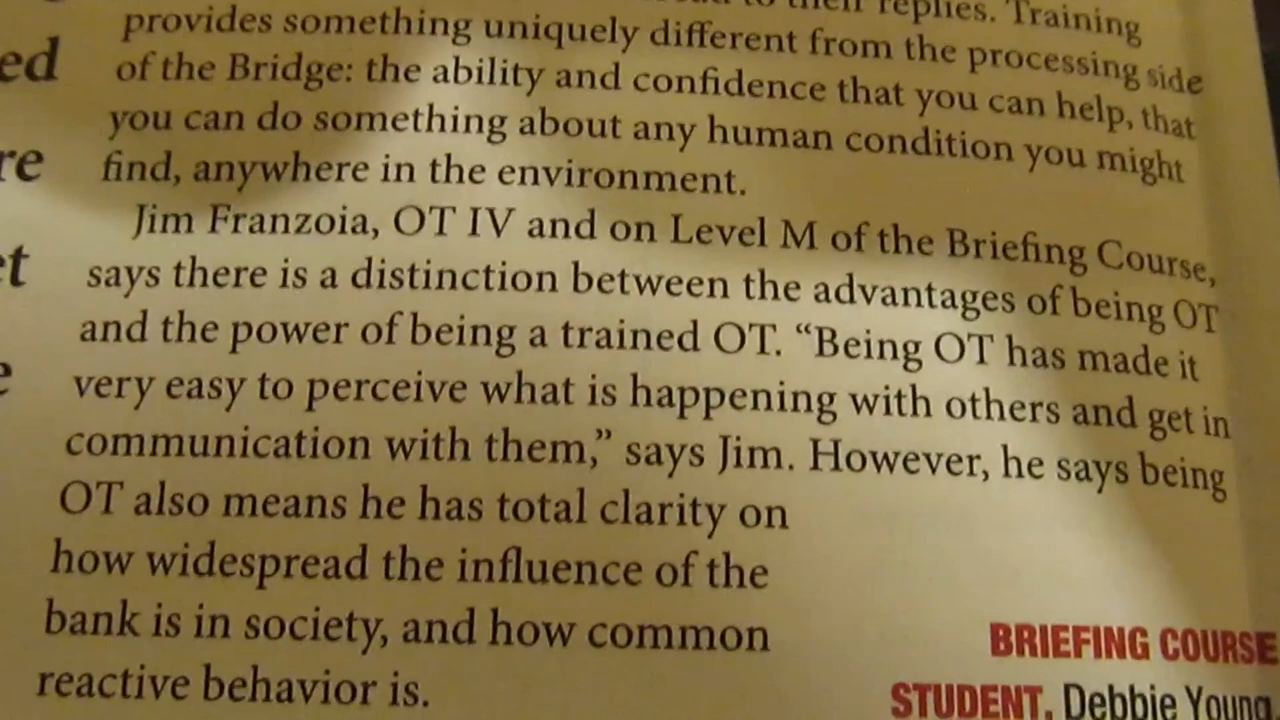 their replies. Training
provides something uniquely different from the processing side
of the Bridge: the ability and confidence that you can help, that
you can do something about any human condition you might
find, anywhere in the environment.
Jim Franzoia, OT IV and on Level M of the Briefing Course,
says there is a distinction between the advantages of being OT
and the power of being a trained OT. “Being OT has made it
very easy to perceive what is happening with others and get in
communication with them,” says Jim. However, he says being
OT also means he has total clarity on
how widespread the influence of the
bank is in society, and how common
reactive behavior is.
BRIEFING COURSE
STUDENT, Debbie Young